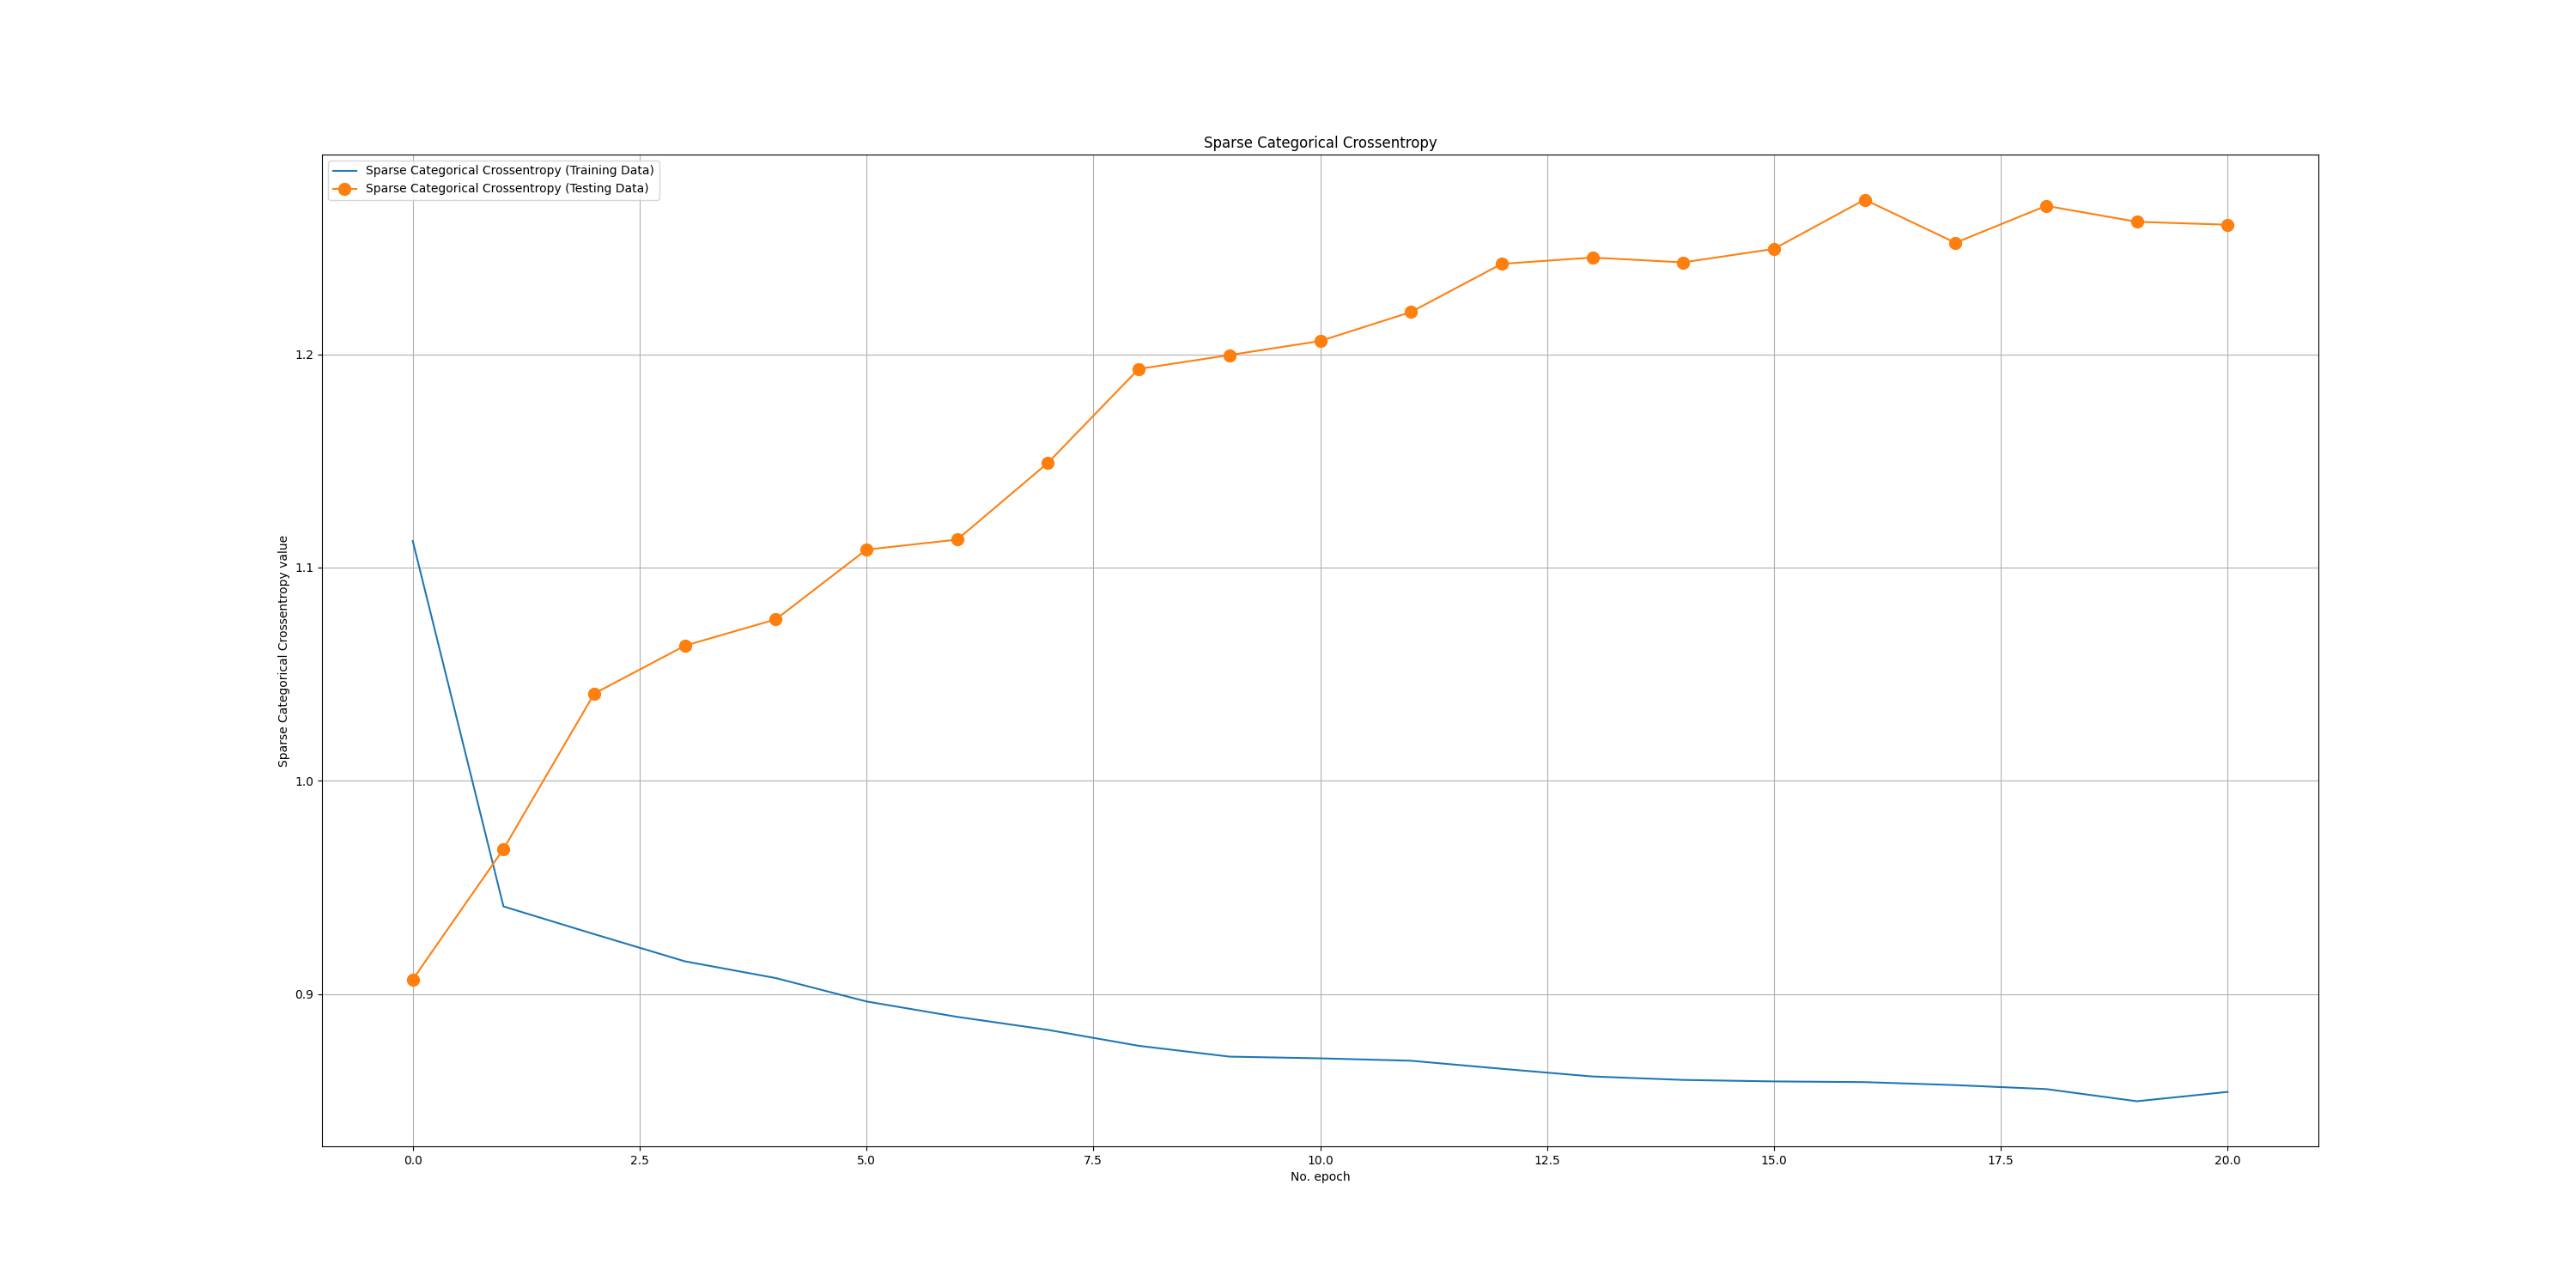 Sparse Categorical Crossentropy
Sparse Categorical Crossentropy (Training Data)
Sparse Categorical Crossentropy (Testing Data)
Sparse Categorical Crossentropy value
1.2
1.1
1.0
0.9
0.0 2.5 5.0 7.5 10.0 12.5 15.0 17.5 20.0
No. epoch